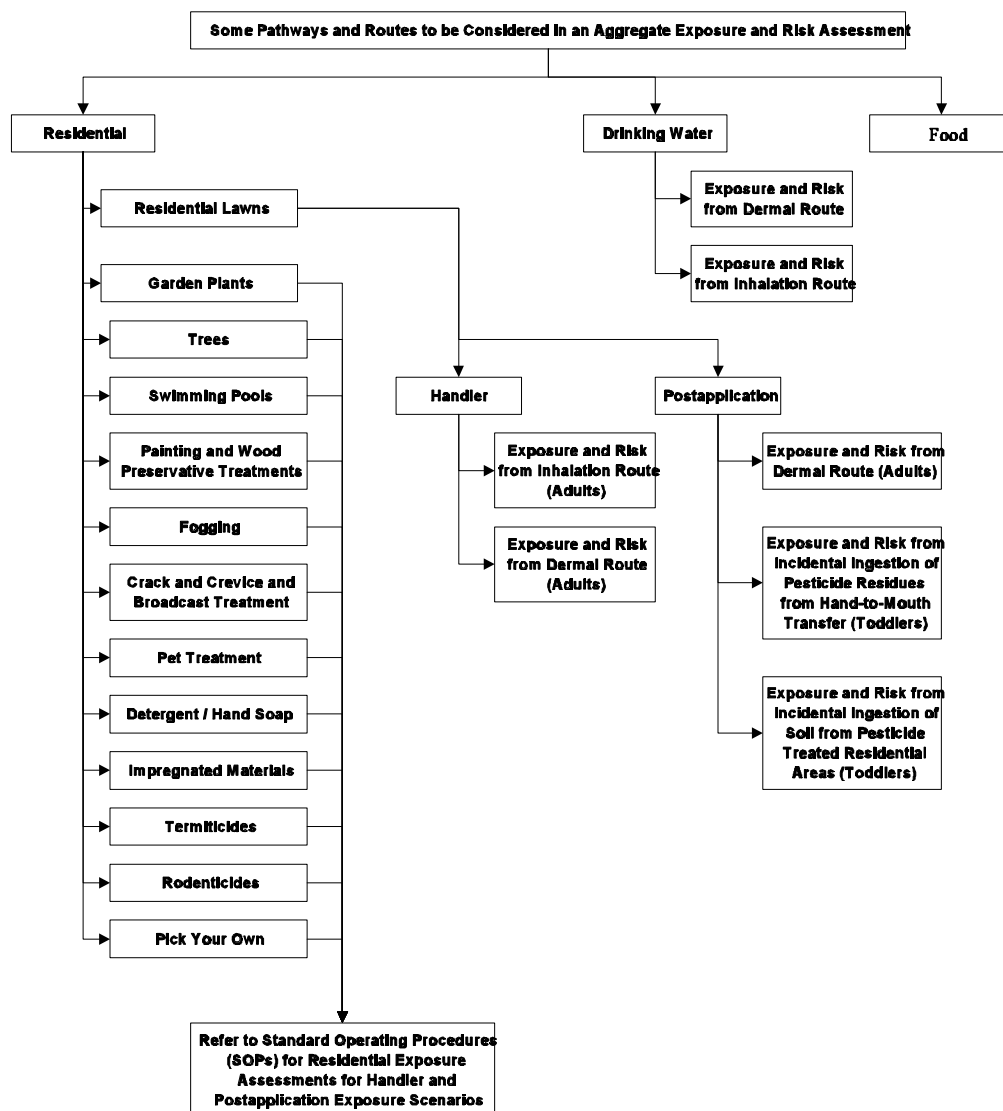 Some Pathways and Routes to be Considered in an Aggregate Exposure and Risk Assessment
Residential
Drinking Water
Food
Residential Lawns
Garden Plants
Trees
Swimming Pools
Painting and Wood
Preservative Treatments
Fogging
Crack and Crevice and
Broadcast Treatment
Pet Treatment
Detergent / Hand Soap
Impregnated Materials
Termiticides
Rodenticides
Pick Your Own
Refer to Standard Operating Procedures
(SOPs) for Residential Exposure
Assessments for Handler and
Postapplication Exposure Scenarios
Handler
Exposure and Risk
from Inhalation Route
(Adults)
Exposure and Risk
from Dermal Route
(Adults)
Postapplication
Exposure and Risk from
Dermal Route (Adults)
Exposure and Risk from
Incidental Ingestion of
Pesticide Residues
from Hand-to-Mouth
Transfer (Toddlers)
Exposure and Risk from
Incidental Ingestion of
Soil from Pesticide
Treated Residential
Areas (Toddlers)
Exposure and Risk
from Dermal Route
Exposure and Risk
from Inhalation Route